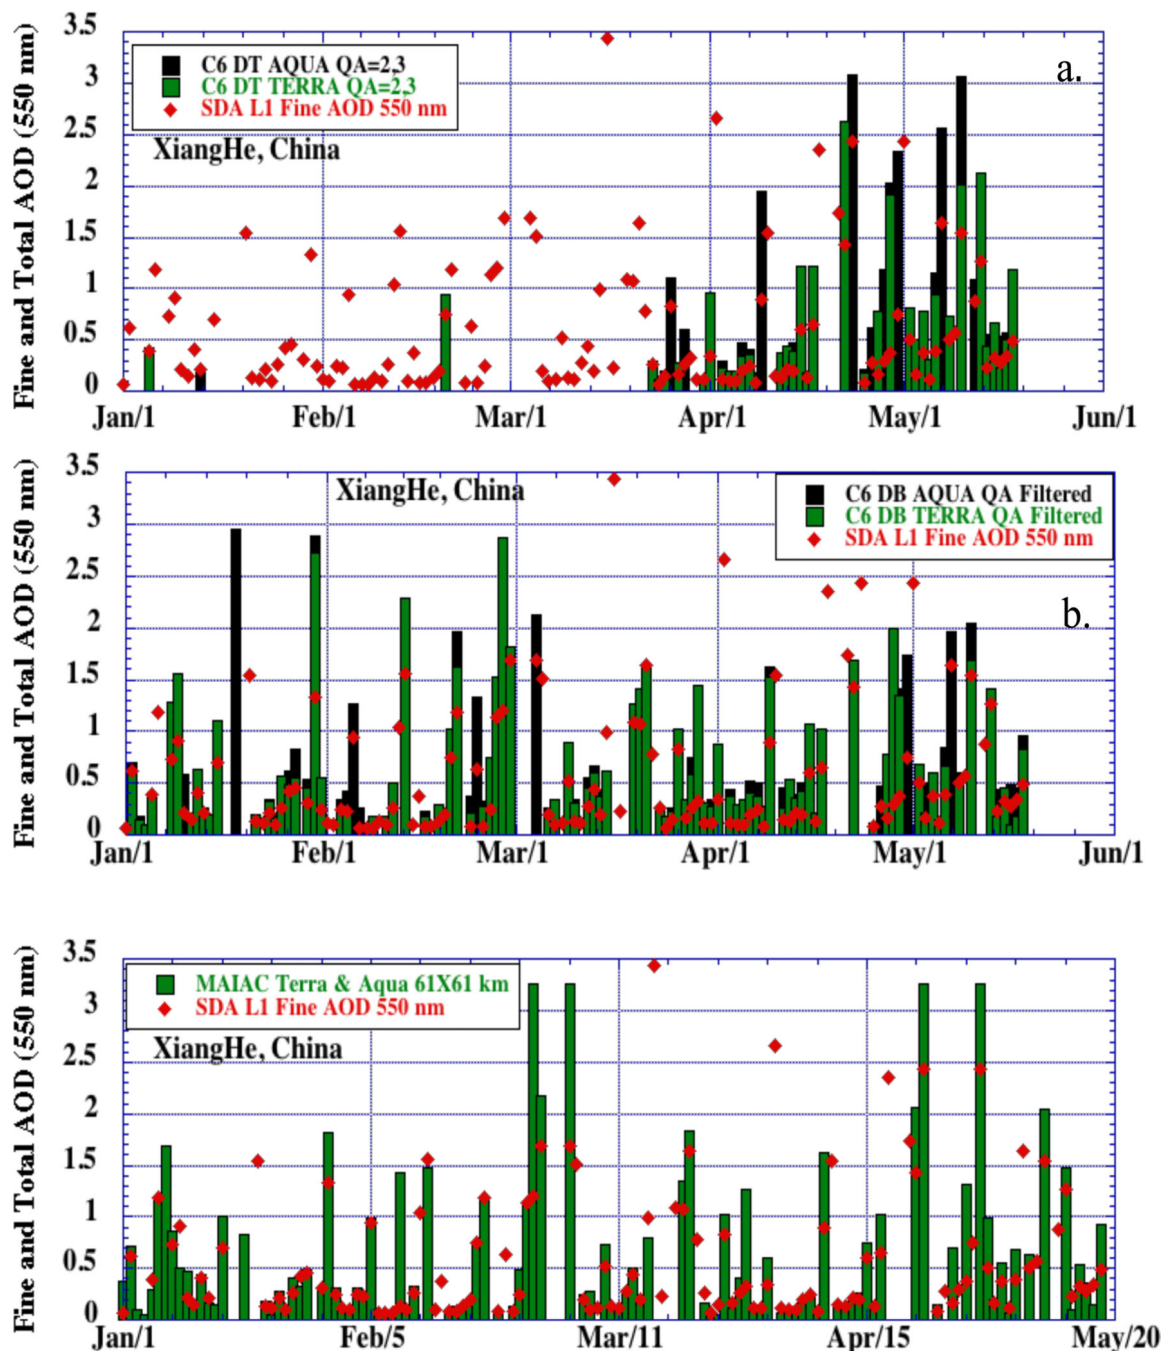 Fine and Total AOD (550 nm)
3.5
3
2.5
2
1.5
1
0.5
0
C6 DT AQUA QA=2,3
C6 DT TERRA QA=2,3
SDA L1 Fine AOD 550 nm
XiangHe, China
a.
Jan/1 Feb/1 Mar/1 Apr/1 May/1 Jun/1
Fine and Total AOD (550 nm)
3.5
3
2.5
2
1.5
1
0.5
0
XiangHe, China
C6 DB AQUA QA Filtered
C6 DB TERRA QA Filtered
SDA L1 Fine AOD 550 nm
b.
Jan/1 Feb/1 Mar/1 Apr/1 May/1 Jun/1
Fine and Total AOD (550 nm)
3.5
3
2.5
2
1.5
1
0.5
0
MAIAC Terra & Aqua 61X61 km
SDA L1 Fine AOD 550 nm
XiangHe, China
Jan/1 Feb/5 Mar/11 Apr/15 May/20